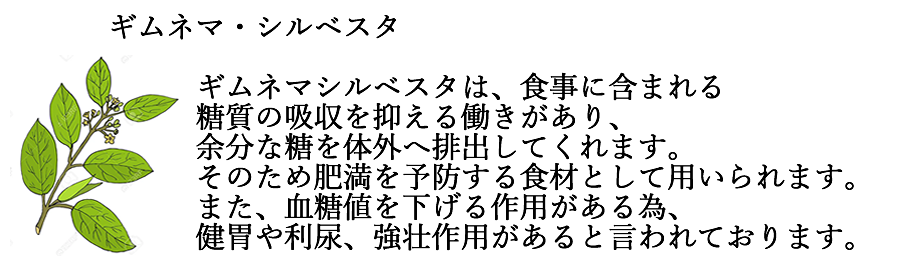 ギムネマ・シルベスタ
ギムネマシルベスタは、食事に含まれる
糖質の吸収を抑える働きがあり、
余分な糖を体外へ排出してくれます。
そのため肥満を予防する食材として用いられます。
また、血糖値を下げる作用がある為、
健胃や利尿、強壮作用があると言われております。